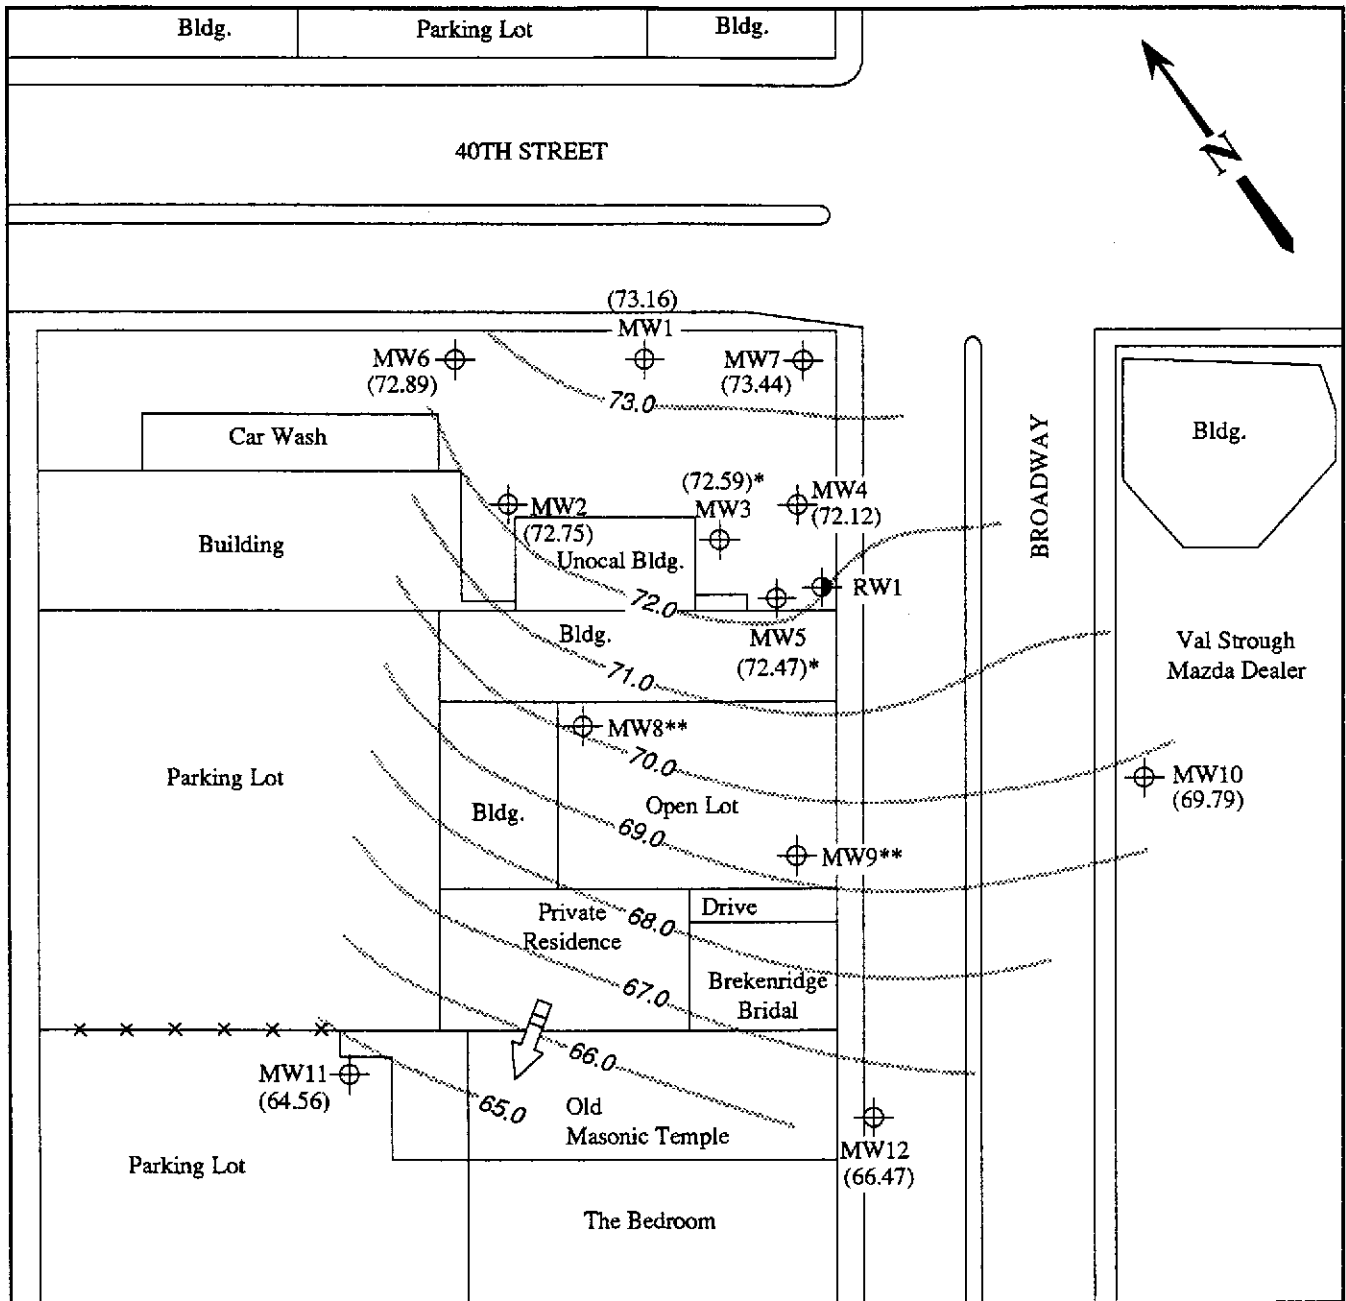 Bldg.
Parking Lot
Bldg.
40TH STREET
N
(73.16)
MW1
MW6
(72.89)
MW7
(73.44)
73.0
Car Wash
Bldg.
BROADWAY
(72.59)*
MW3
MW4
(72.12)
MW2
(72.75)
Building
Unocal Bldg.
RW1
72.0
Bldg.
MW5
(72.47)*
Val Strough
Mazda Dealer
71.0
MW8**
70.0
Parking Lot
MW10
(69.79)
Bldg.
Open Lot
69.0
MW9**
Private
Residence
68.0
Drive
67.0
Brekenridge
Bridal
66.0
MW11
(64.56)
65.0
Old
Masonic Temple
MW12
(66.47)
Parking Lot
The Bedroom